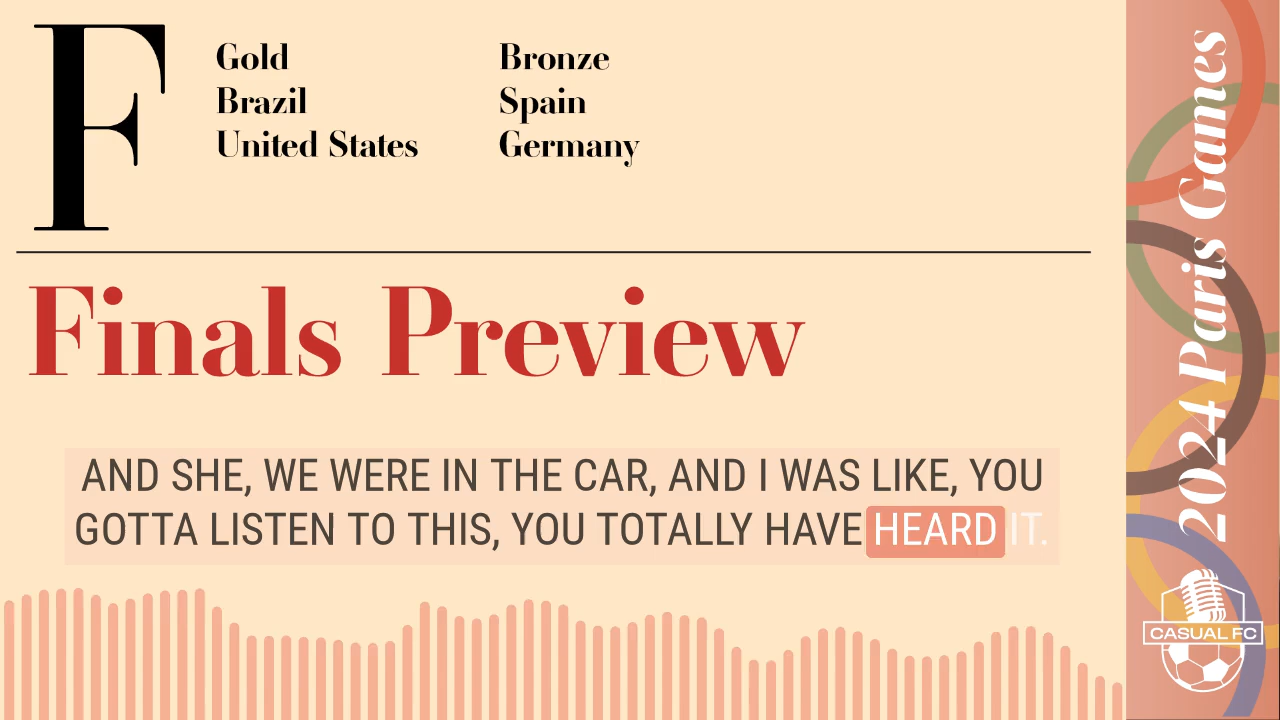 F
Gold
Brazil
United States
Bronze
Spain
Germany
Finals Preview
AND SHE, WE WERE IN THE CAR, AND I WAS LIKE, YOU
GOTTA LISTEN TO THIS, YOU TOTALLY HAVE HEARD IT.
2024 Paris Games
CASUAL FC